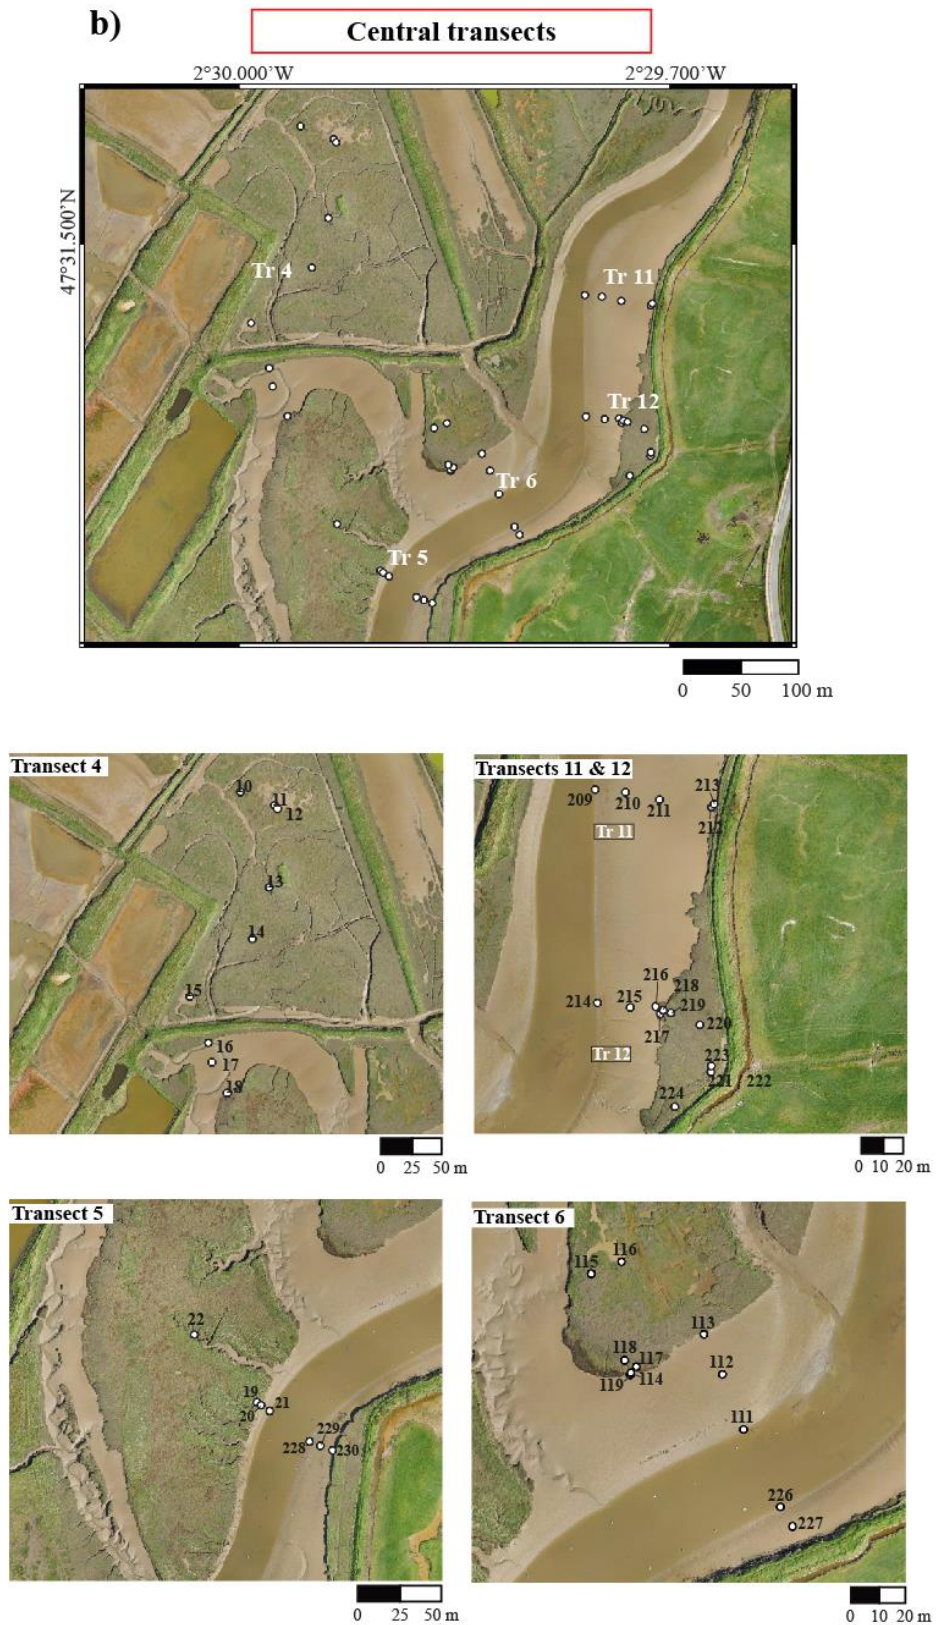 b)
Central transects
2°30.000’W 2°29.700’W
47°31.500’N
Tr 4
Tr 11
Tr 12
Tr 6
Tr 5
0 50 100 m
Transect 4
10
11
12
13
14
15
16
17
18
0 25 50 m
Transects 11 & 12
213
209 210 211 212
Tr 11
216
218
214 215 219
220
217
Tr 12
223
221 222
224
0 10 20 m
Transect 5
22
19
20 21
229
228 230
0 25 50 m
Transect 6
116
115
113
118
117
112
119 114
111
226
227
0 10 20 m